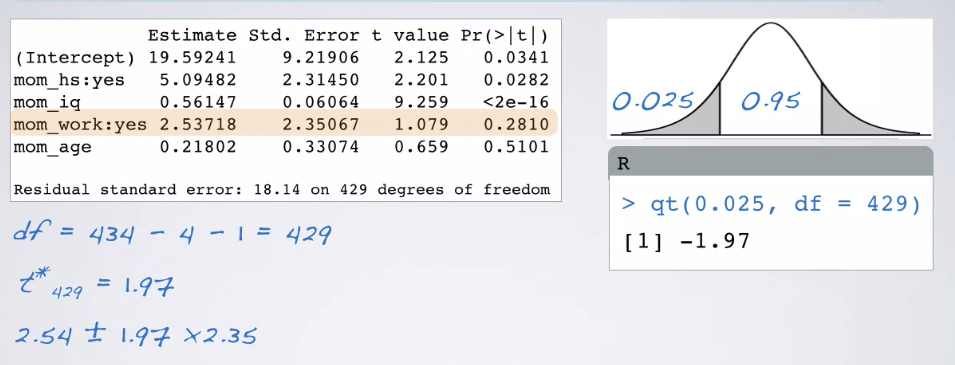 Estimate Std. Error t value Pr(>|t|)
(Intercept) 19.59241 9.21906 2.125 0.0341
mom_hs:yes 5.09482 2.31450 2.201 0.0282
mom_iq 0.56147 0.06064 9.259 <2e-16
mom_work:yes 2.53718 2.35067 1.079 0.2810
mom_age 0.21802 0.33074 0.659 0.5101
Residual standard error: 18.14 on 429 degrees of freedom
df = 434 - 4 - 1 = 429
t*429 = 1.97
2.54 ± 1.97 ×2.35
0.025 0.95
R
> qt(0.025, df = 429)
[1] -1.97